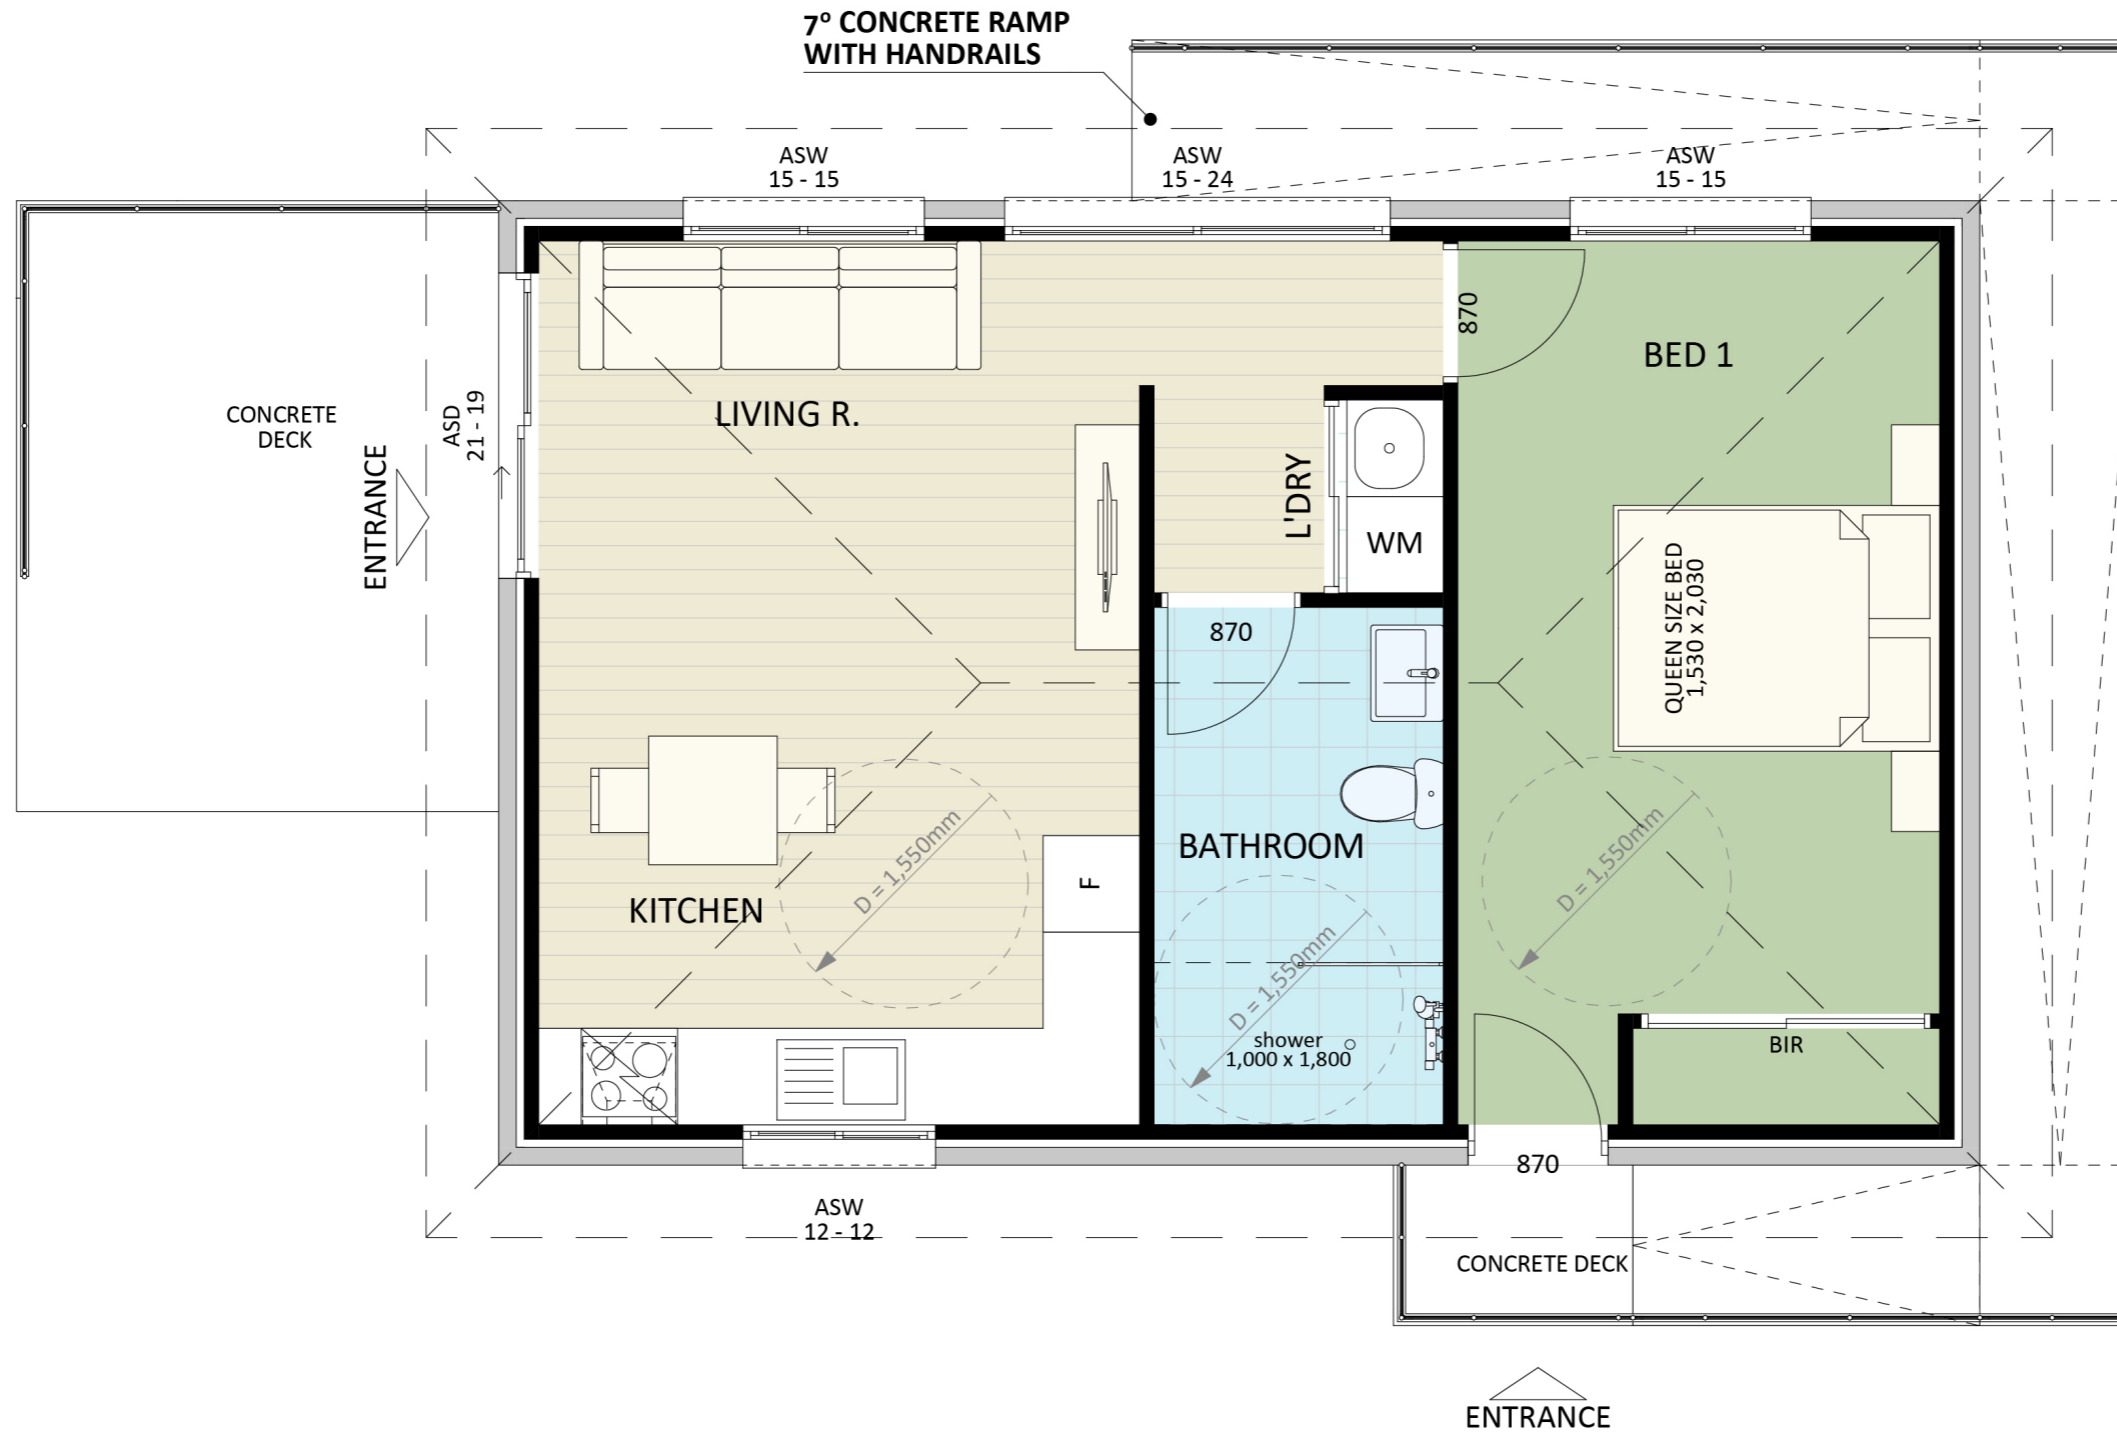 7° CONCRETE RAMP
WITH HANDRAILS
ASW
15 - 15
ASW
15 - 24
ASW
15 - 15
CONCRETE
DECK
ENTRANCE
ASD
21 - 19
LIVING R.
870
BED 1
L'DRY
WM
QUEEN SIZE BED
1,530 x 2,030
870
KITCHEN
D = 1,550mm
F
BATHROOM
D = 1,550mm
shower
1,000 x 1,800
D = 1,550mm
BIR
870
ASW
12 - 12
CONCRETE DECK
ENTRANCE